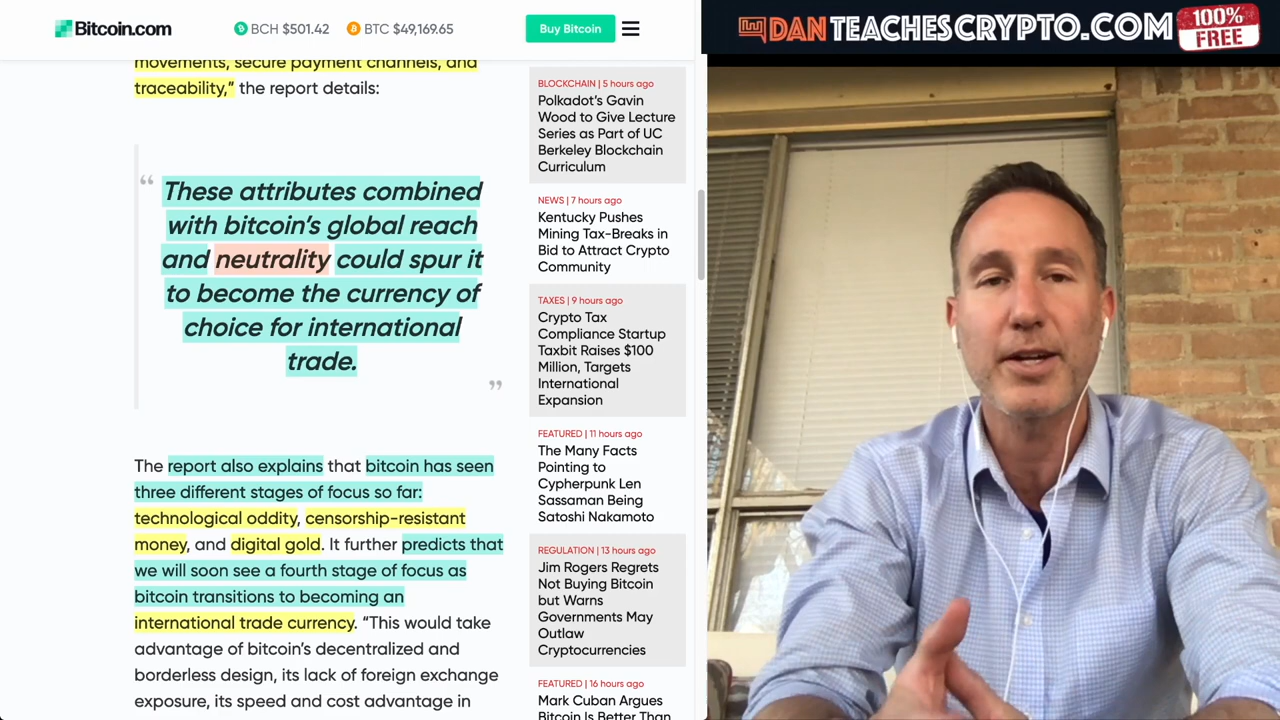 Bitcoin.com
BCH $501.42
BTC $49,169.65
Buy Bitcoin
movements, secure payment channels, and
traceability,” the report details:
“
These attributes combined
with bitcoin’s global reach
and neutrality could spur it
to become the currency of
choice for international
trade.
”
The report also explains that bitcoin has seen
three different stages of focus so far:
technological oddity, censorship-resistant
money, and digital gold. It further predicts that
we will soon see a fourth stage of focus as
bitcoin transitions to becoming an
international trade currency. “This would take
advantage of bitcoin’s decentralized and
borderless design, its lack of foreign exchange
exposure, its speed and cost advantage in
BLOCKCHAIN | 5 hours ago
Polkadot’s Gavin
Wood to Give Lecture
Series as Part of UC
Berkeley Blockchain
Curriculum
NEWS | 7 hours ago
Kentucky Pushes
Mining Tax-Breaks in
Bid to Attract Crypto
Community
TAXES | 9 hours ago
Crypto Tax
Compliance Startup
Taxbit Raises $100
Million, Targets
International
Expansion
FEATURED | 11 hours ago
The Many Facts
Pointing to
Cypherpunk Len
Sassaman Being
Satoshi Nakamoto
REGULATION | 13 hours ago
Jim Rogers Regrets
Not Buying Bitcoin
but Warns
Governments May
Outlaw
Cryptocurrencies
FEATURED | 16 hours ago
Mark Cuban Argues
Bitcoin Is Better Than
DANTEACHESCRYPTO.COM
100%
FREE